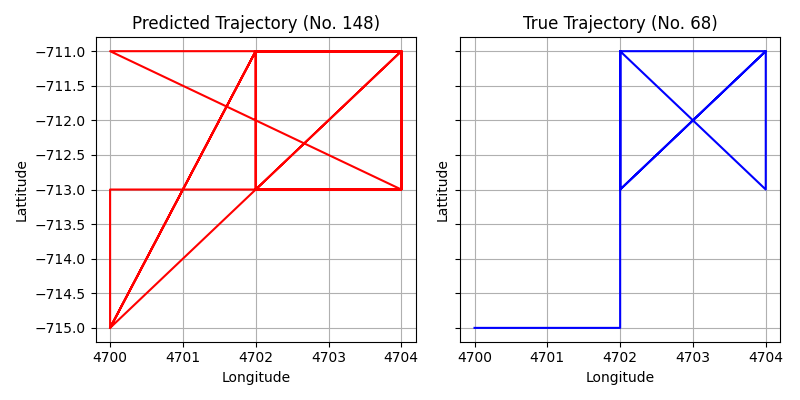 Predicted Trajectory (No. 148)
True Trajectory (No. 68)
−711.0
−711.5
−712.0
−712.5
−713.0
−713.5
−714.0
−714.5
−715.0
Lattitude
Lattitude
4700 4701 4702 4703 4704
4700 4701 4702 4703 4704
Longitude
Longitude